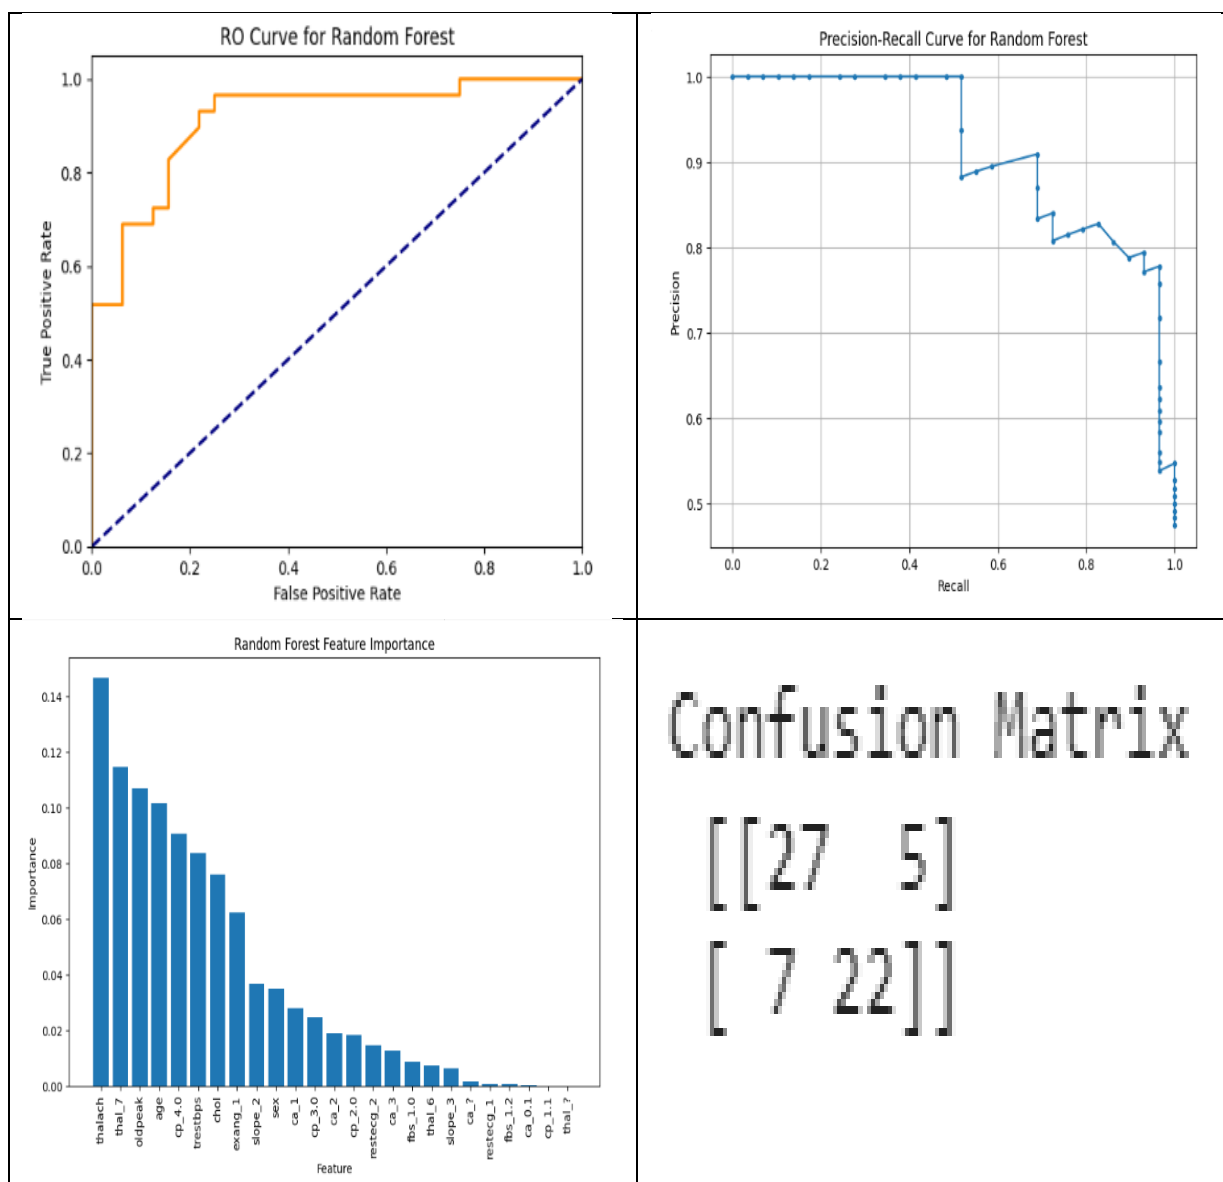 RO Curve for Random Forest
1.0
0.8
0.6
0.4
0.2
0.0
True Positive Rate
0.0 0.2 0.4 0.6 0.8 1.0
False Positive Rate
Precision-Recall Curve for Random Forest
1.0
0.9
0.8
0.7
0.6
0.5
Precision
0.0 0.2 0.4 0.6 0.8 1.0
Recall
Random Forest Feature Importance
0.14
0.12
0.10
0.08
0.06
0.04
0.02
0.00
Importance
thalach
thal_7
oldpeak
age
cp_4.0
trestbps
chol
exang_1
slope_2
sex
ca_1
cp_3.0
ca_2
cp_2.0
restecg_2
ca_3
fbs_1.0
thal_6
slope_3
ca_?
restecg_1
fbs_1.2
ca_0.1
cp_1.1
thal_?
Feature
Confusion Matrix
[[27 5]
[ 7 22]]